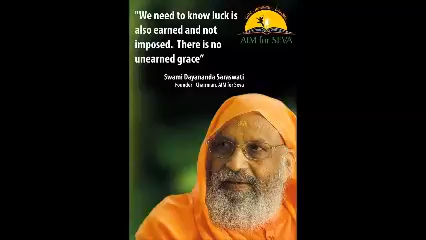 "We need to know luck is
also earned and not
imposed. There is no
unearned grace”
Swami Dayananda Saraswati
Founder Chairman, AIM for Seva
AIM for SEVA